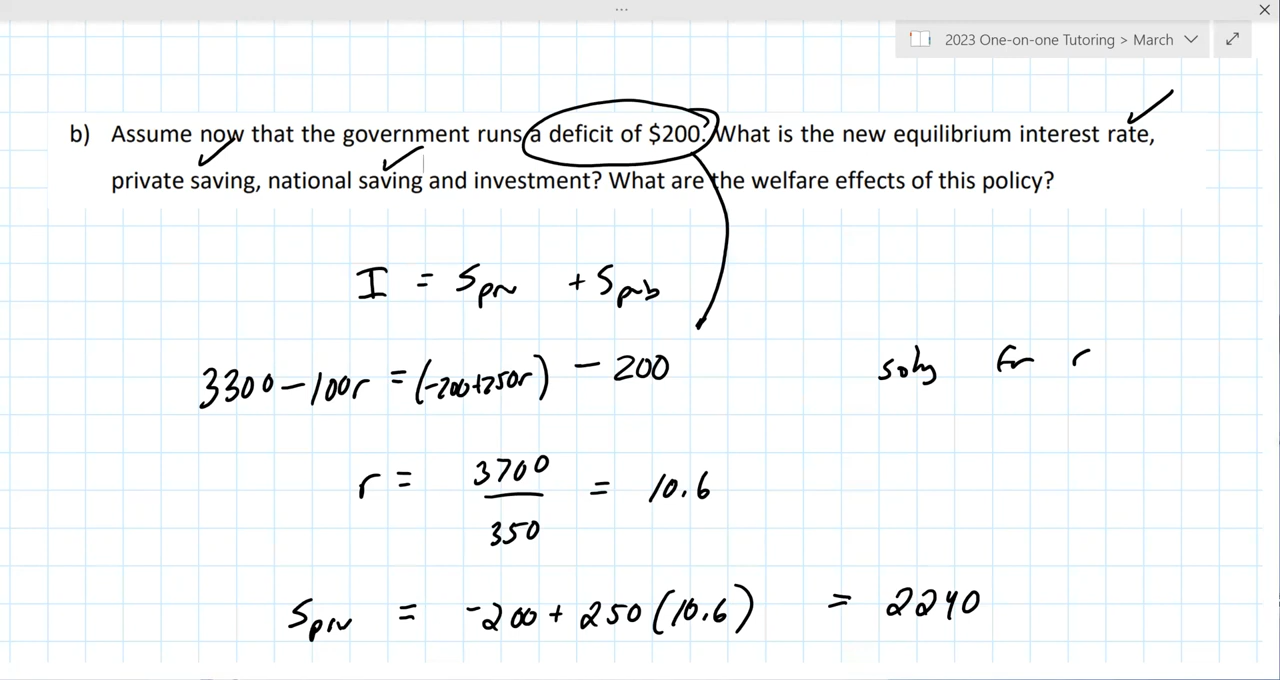 2023 One-on-one Tutoring > March
b) Assume now that the government runs a deficit of $200. What is the new equilibrium interest rate,
private saving, national saving and investment? What are the welfare effects of this policy?
I = Spriv + Spub
3300 - 100r = (-200 + 250r) - 200
solve for r
r = 3700/350 = 10.6
Spriv = -200 + 250 (10.6) = 2240